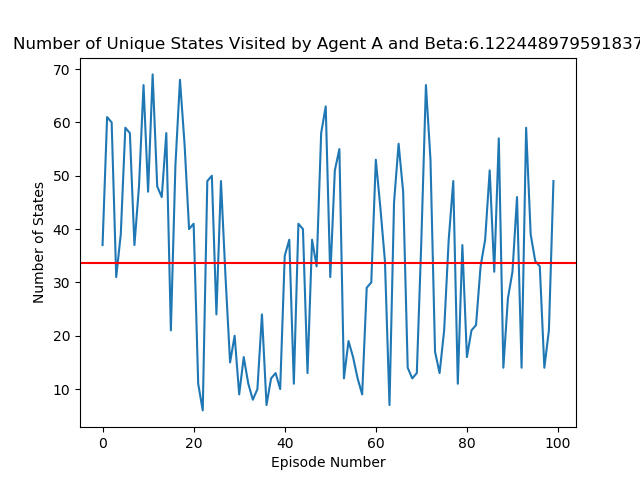 Number of Unique States Visited by Agent A and Beta:6.122448979591837
70
60
50
40
30
20
10
Number of States
0 20 40 60 80 100
Episode Number